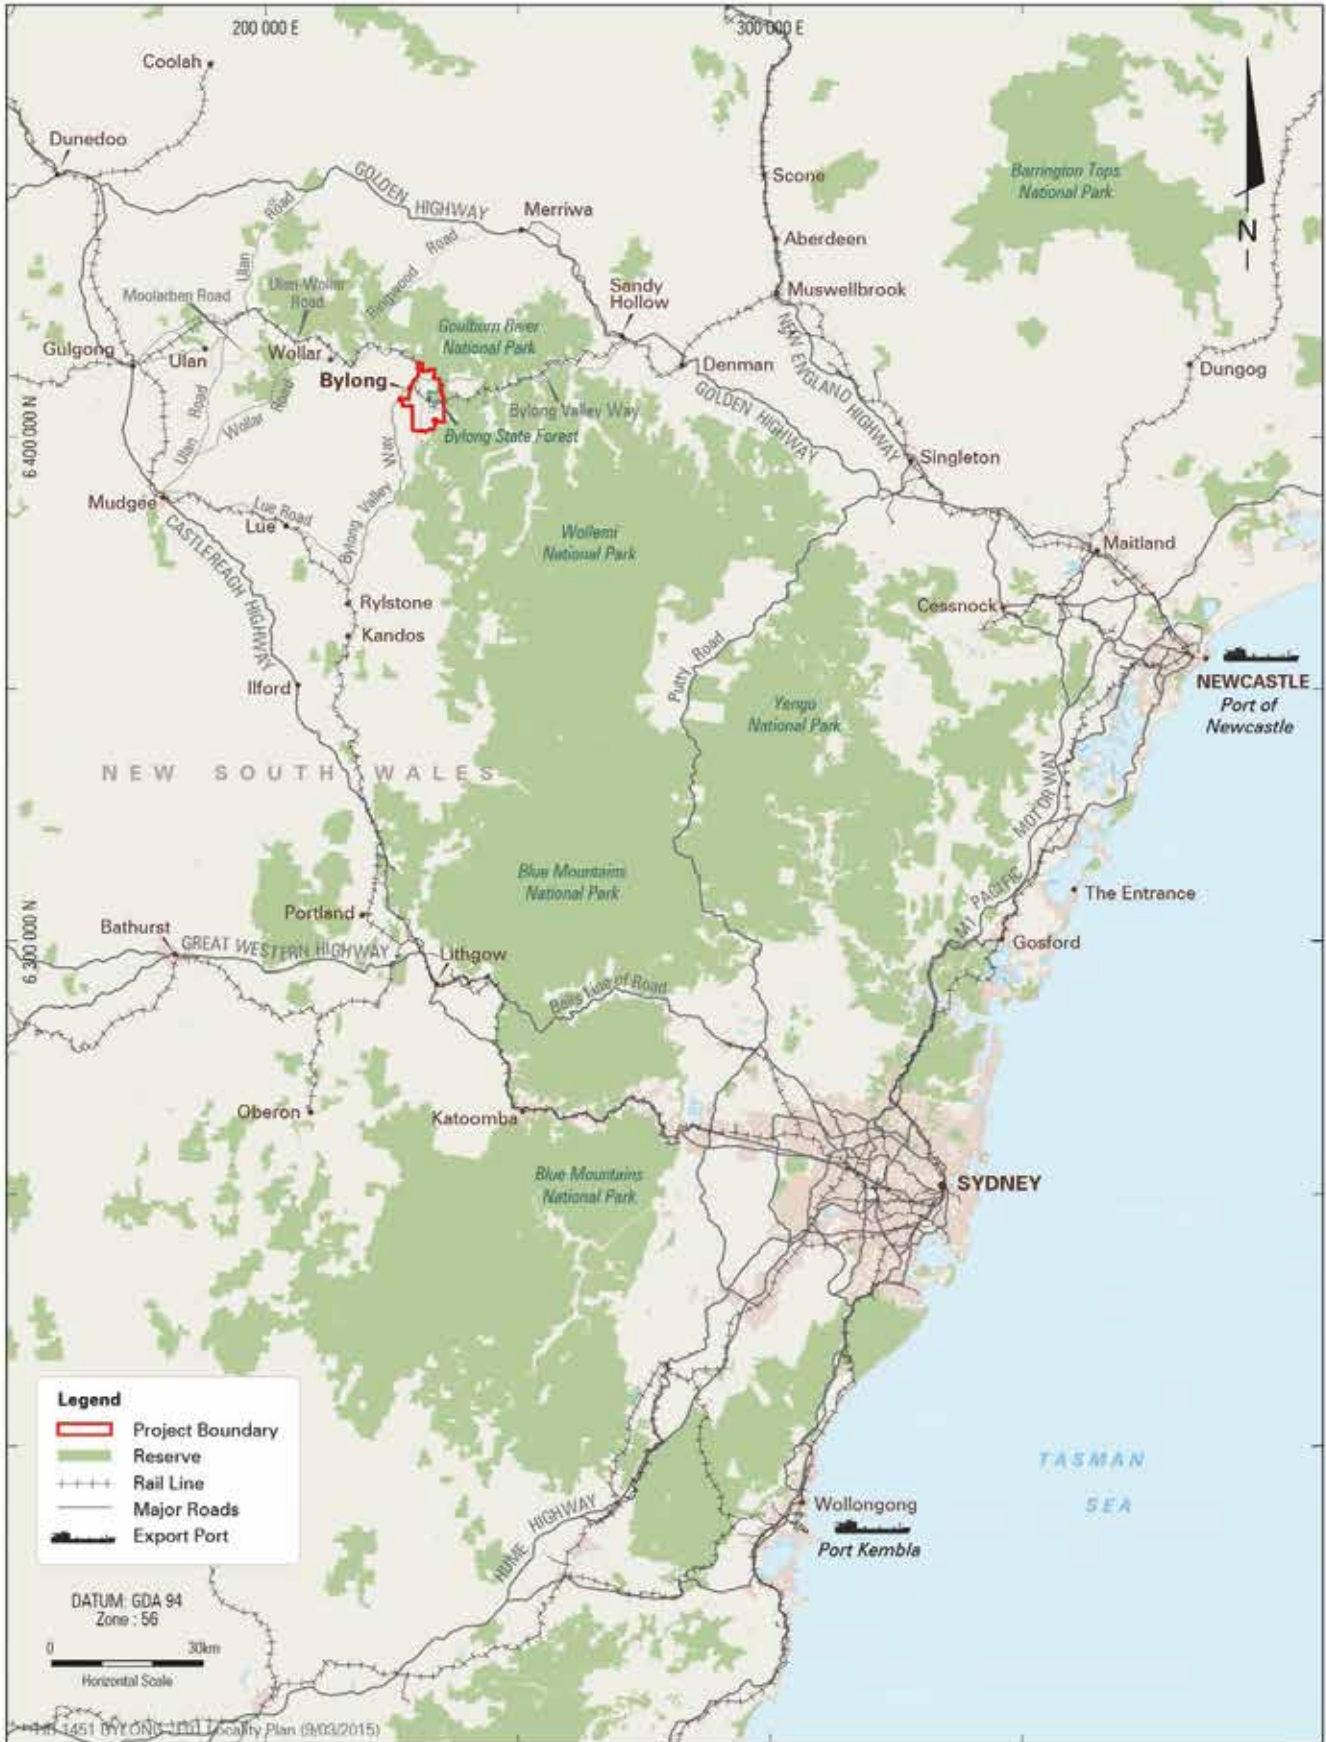 200 000 E
300 000 E
Coolah
Dunedoo
GOLDEN HIGHWAY
Ulan Road
Merriwa
Ringwood Road
Scone
Barrington Tops
National Park
Aberdeen
N
Moolarben Road
Ulan-Wollar
Road
Sandy
Hollow
Muswellbrook
Goulburn River
National Park
Gulgong
Ulan
Wollar
Bylong
Denman
NEW ENGLAND HIGHWAY
Dungog
6 400 000 N
Ulan Road
Wollar Road
Bylong Valley Way
GOLDEN HIGHWAY
Bylong State Forest
Singleton
Mudgee
Lue Road
Lue
Bylong Valley Way
Wollemi
National Park
Maitland
CASTLEREAGH HIGHWAY
Rylstone
Kandos
Cessnock
Putty Road
Ilford
NEWCASTLE
Port of
Newcastle
Yengo
National Park
NEW SOUTH WALES
M1 PACIFIC MOTORWAY
Blue Mountains
National Park
The Entrance
6 300 000 N
Portland
Bathurst
GREAT WESTERN HIGHWAY
Lithgow
Gosford
Bells Line of Road
Oberon
Katoomba
Blue Mountains
National Park
SYDNEY
Legend
Project Boundary
Reserve
Rail Line
Major Roads
Export Port
TASMAN
SEA
HUME HIGHWAY
Wollongong
Port Kembla
DATUM: GDA 94
Zone : 56
0 30km
Horizontal Scale
1451 BYLONG Locality Plan (9/03/2015)